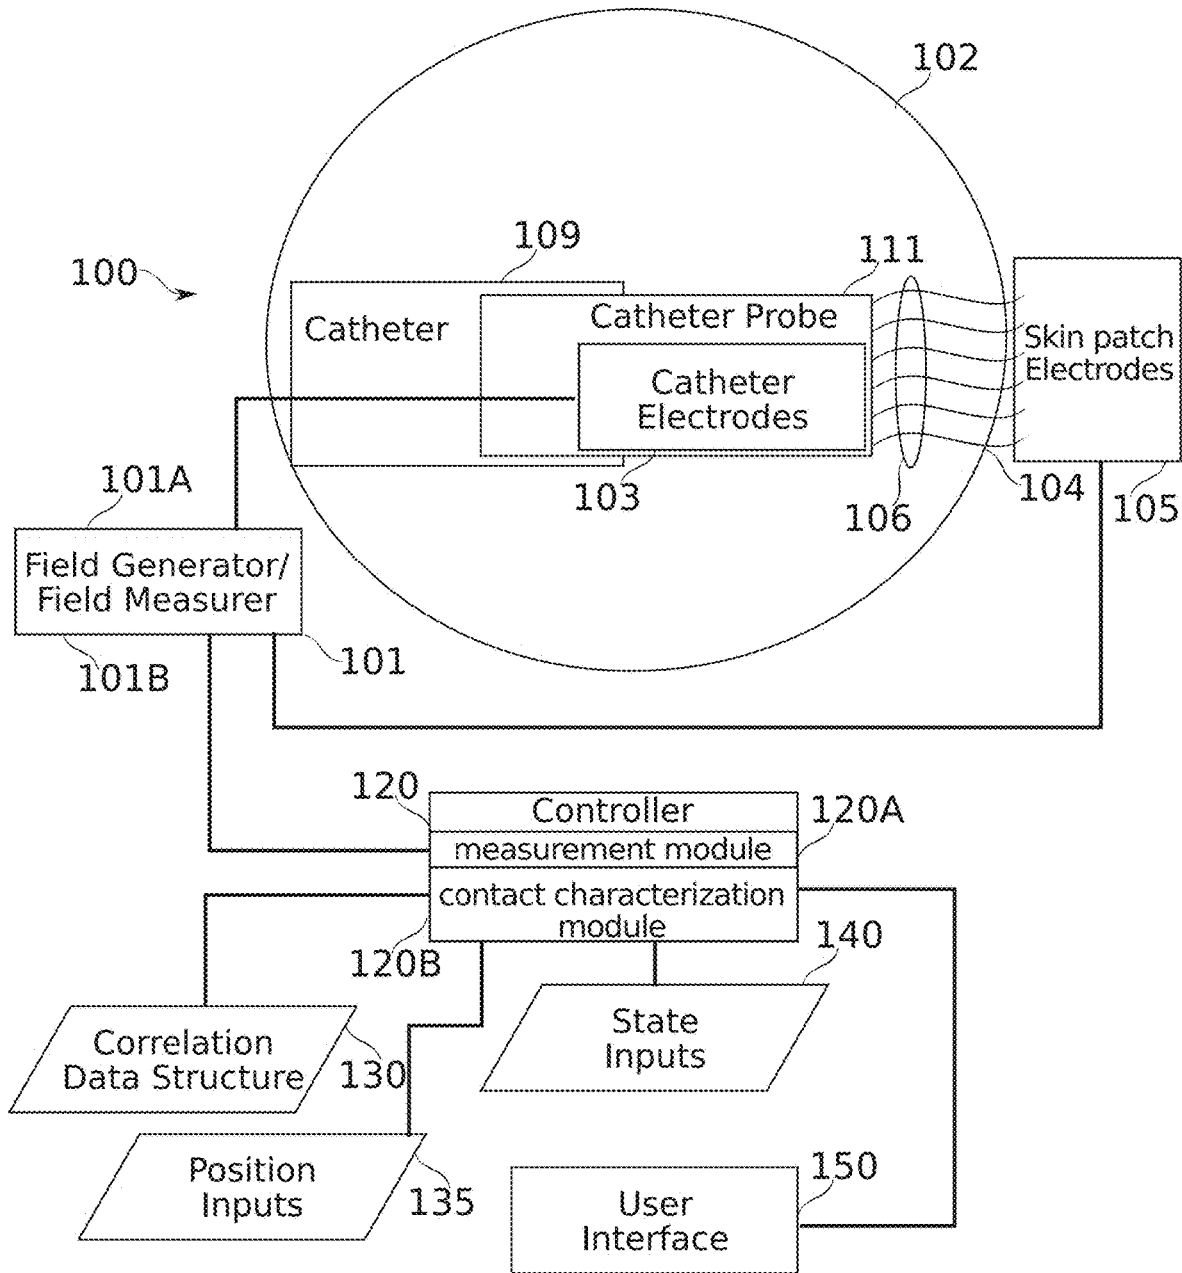 102
109
111
100
Catheter
Catheter Probe
Skin patch
Electrodes
Catheter
Electrodes
101A
103
106
104
105
Field Generator/
Field Measurer
101B
101
120
Controller
120A
measurement module
contact characterization
module
120B
140
State
Inputs
Correlation
Data Structure
130
Position
Inputs
135
150
User
Interface